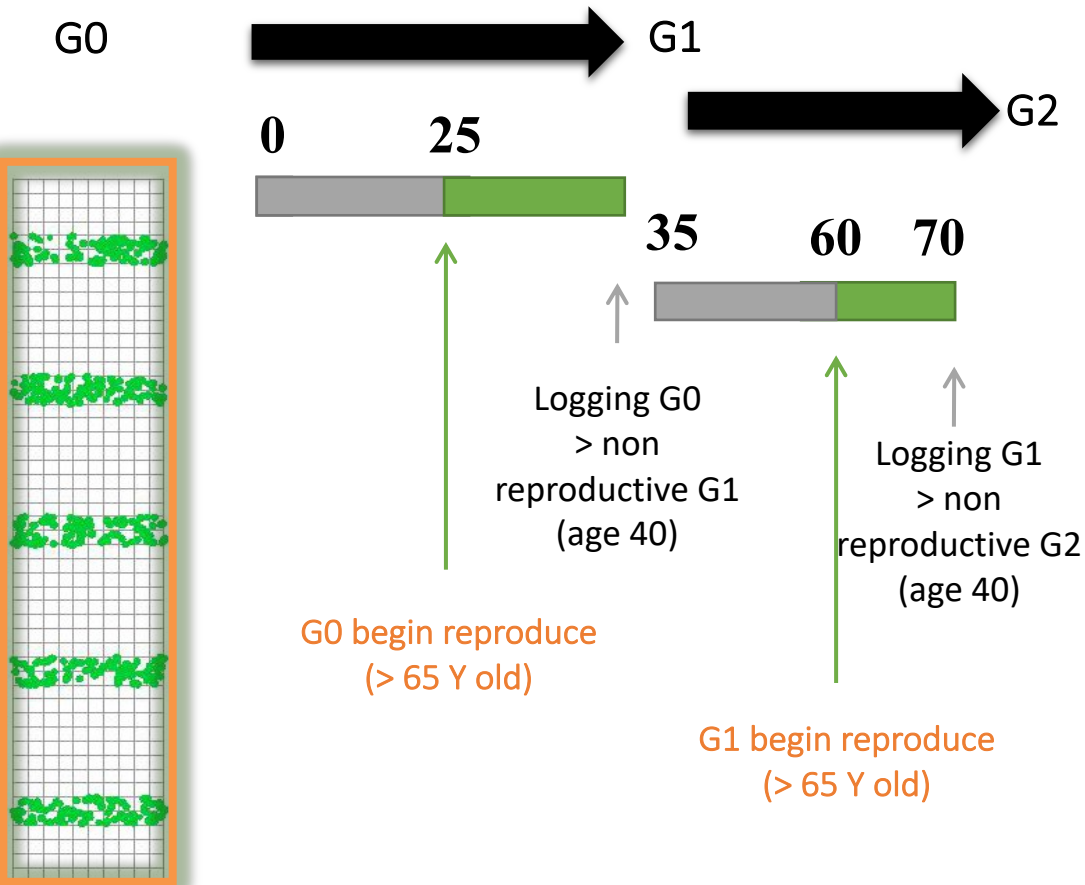 G0
G1
G2
0
25
35
60
70
Logging G0
> non
reproductive G1
(age 40)
Logging G1
> non
reproductive G2
(age 40)
G0 begin reproduce
(> 65 Y old)
G1 begin reproduce
(> 65 Y old)